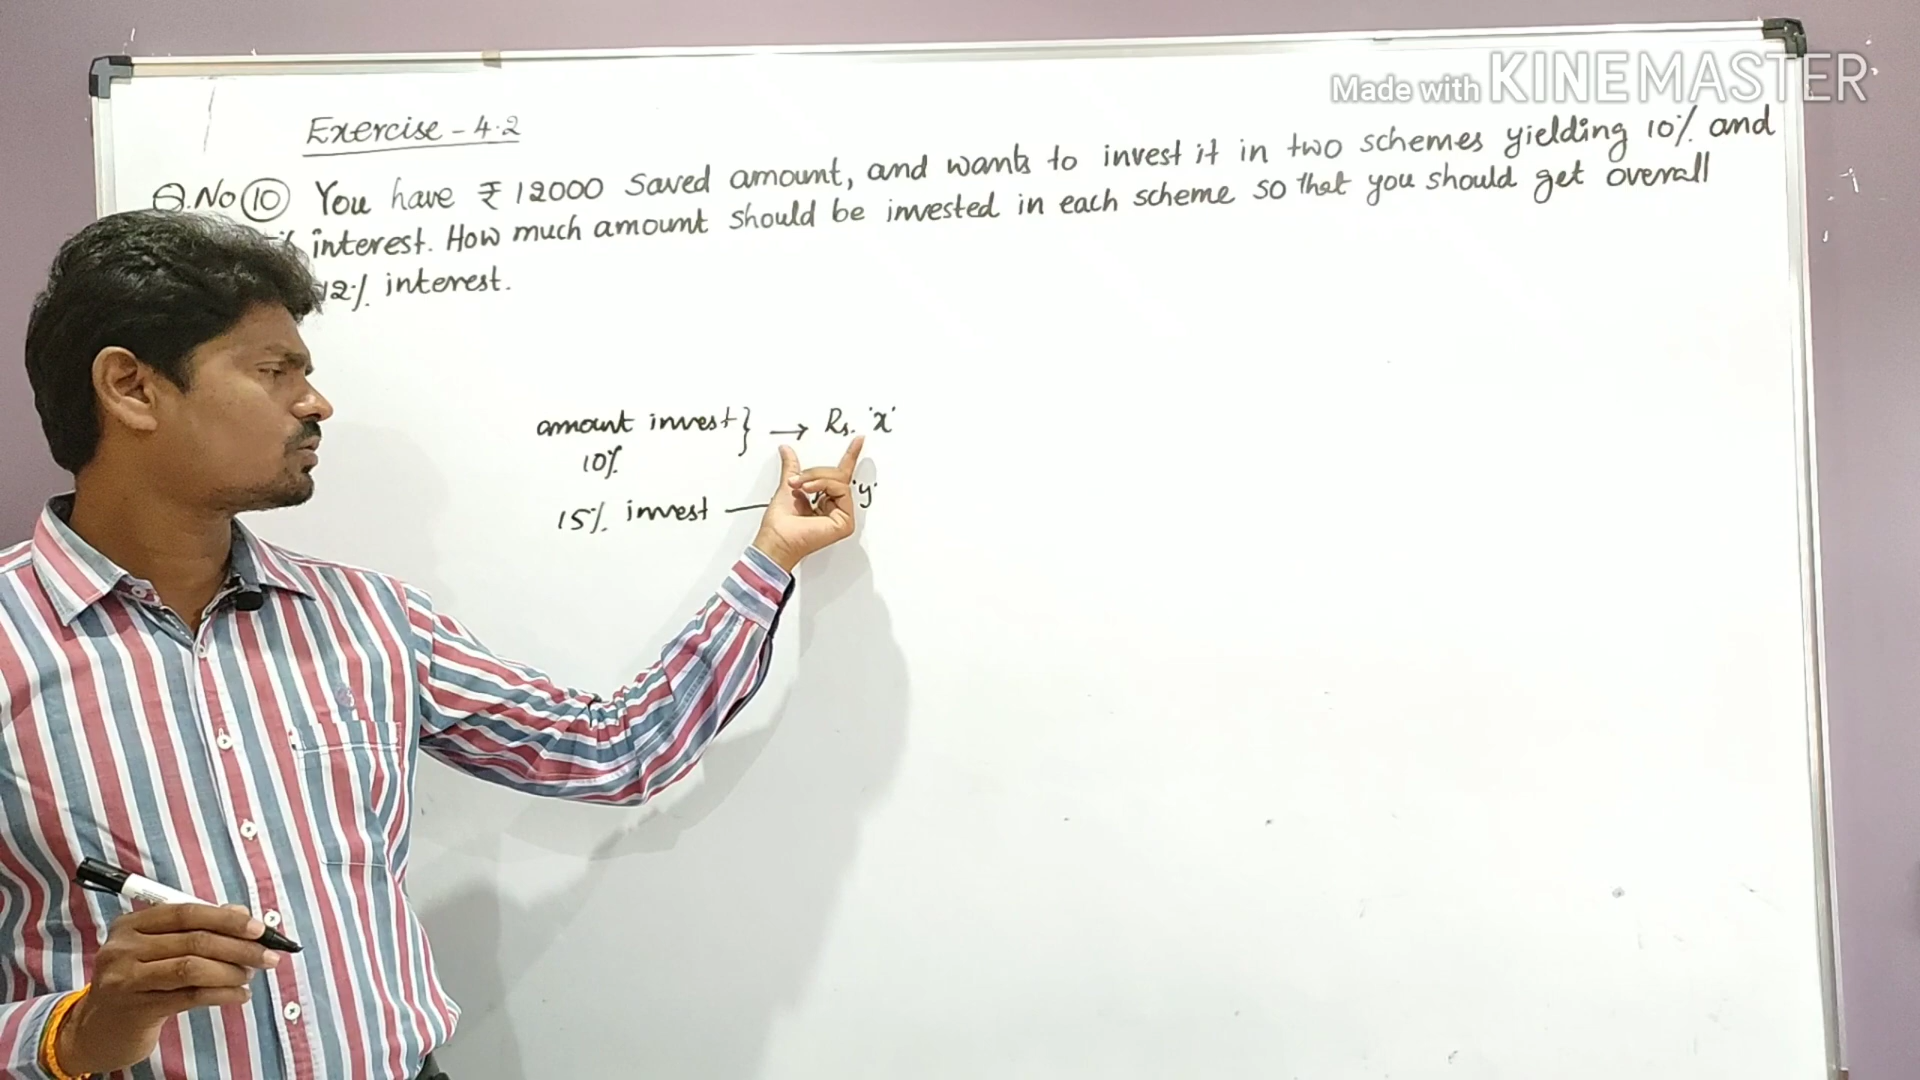 Made with KINEMASTER
Exercise - 4.2
Q.No 10 You have ₹ 12000 saved amount, and wants to invest it in two schemes yielding 10% and
% interest. How much amount should be invested in each scheme so that you should get overall
12% interest.
amount invest } → Rs. 'x'
10%
15% invest — 'y'